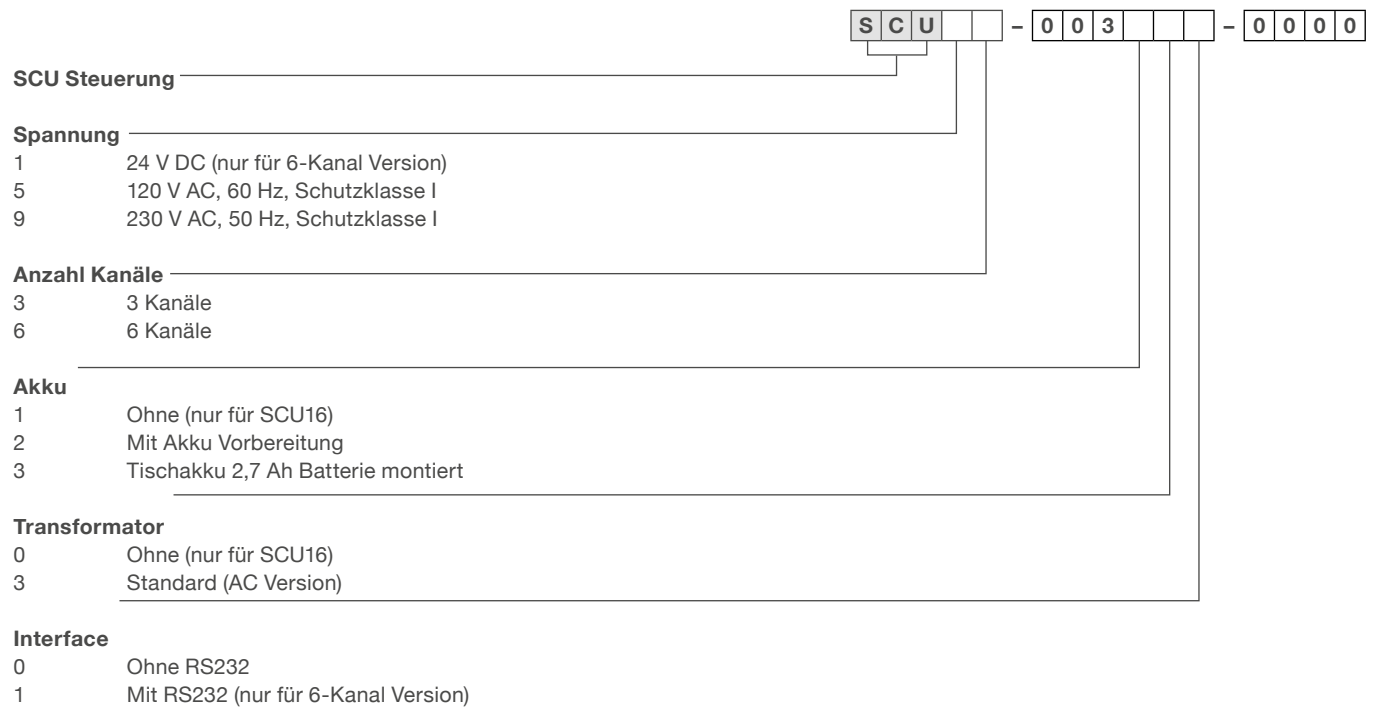 S C U – 0 0 3 – 0 0 0 0
SCU Steuerung
Spannung
1 24 V DC (nur für 6-Kanal Version)
5 120 V AC, 60 Hz, Schutzklasse I
9 230 V AC, 50 Hz, Schutzklasse I
Anzahl Kanäle
3 3 Kanäle
6 6 Kanäle
Akku
1 Ohne (nur für SCU16)
2 Mit Akku Vorbereitung
3 Tischakku 2,7 Ah Batterie montiert
Transformator
0 Ohne (nur für SCU16)
3 Standard (AC Version)
Interface
0 Ohne RS232
1 Mit RS232 (nur für 6-Kanal Version)